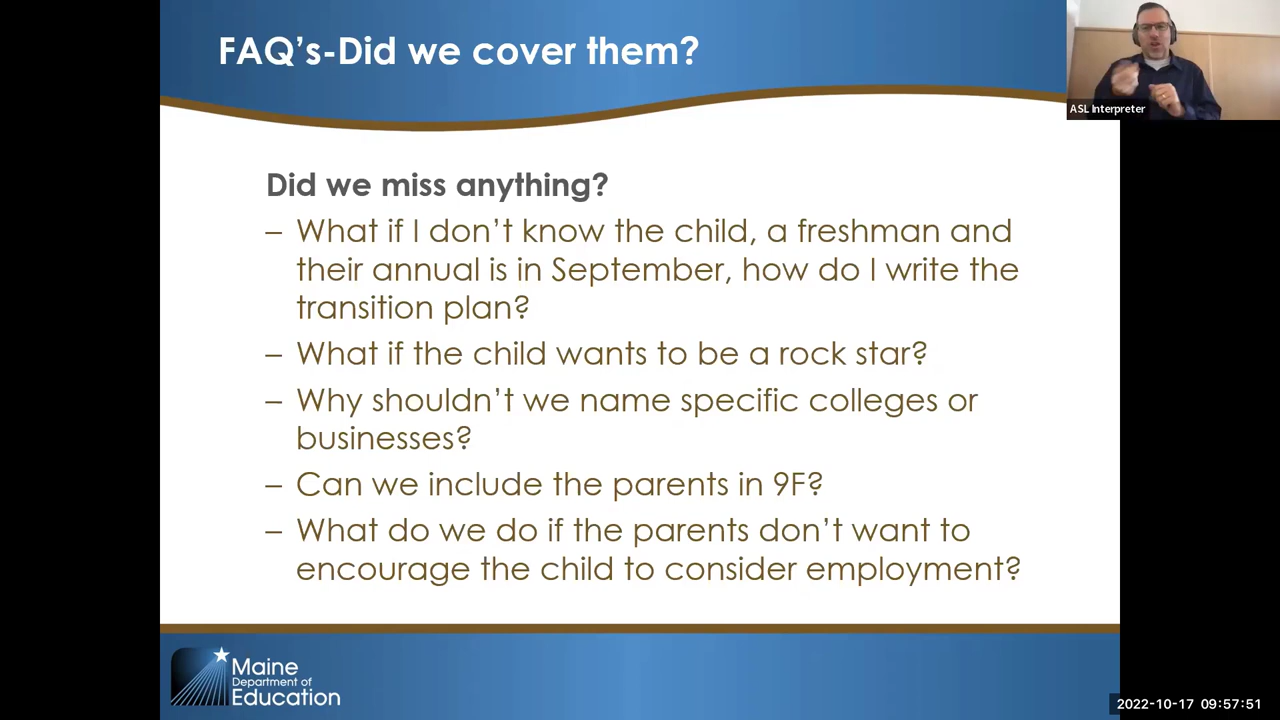 FAQ’s-Did we cover them?
ASL Interpreter
Did we miss anything?
– What if I don’t know the child, a freshman and
their annual is in September, how do I write the
transition plan?
– What if the child wants to be a rock star?
– Why shouldn’t we name specific colleges or
businesses?
– Can we include the parents in 9F?
– What do we do if the parents don’t want to
encourage the child to consider employment?
Maine
Department of
Education
2022-10-17 09:57:51